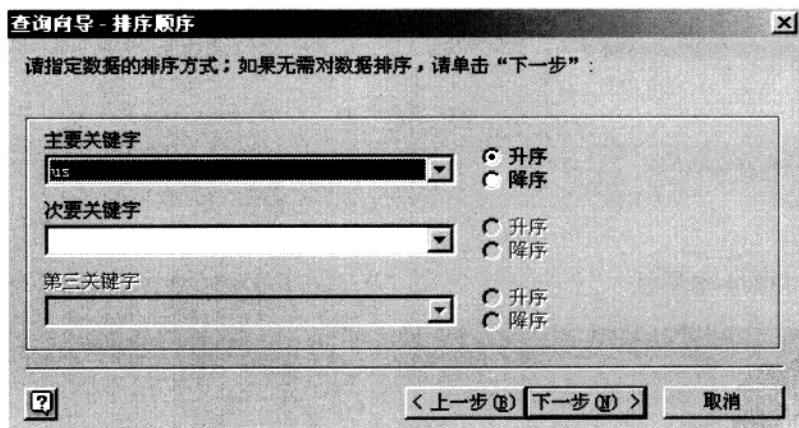 查询向导 - 排序顺序
请指定数据的排序方式；如果无需对数据排序，请单击“下一步”：
主要关键字
升序
降序
次要关键字
升序
降序
第三关键字
升序
降序
< 上一步(B) 下一步(N) > 取消